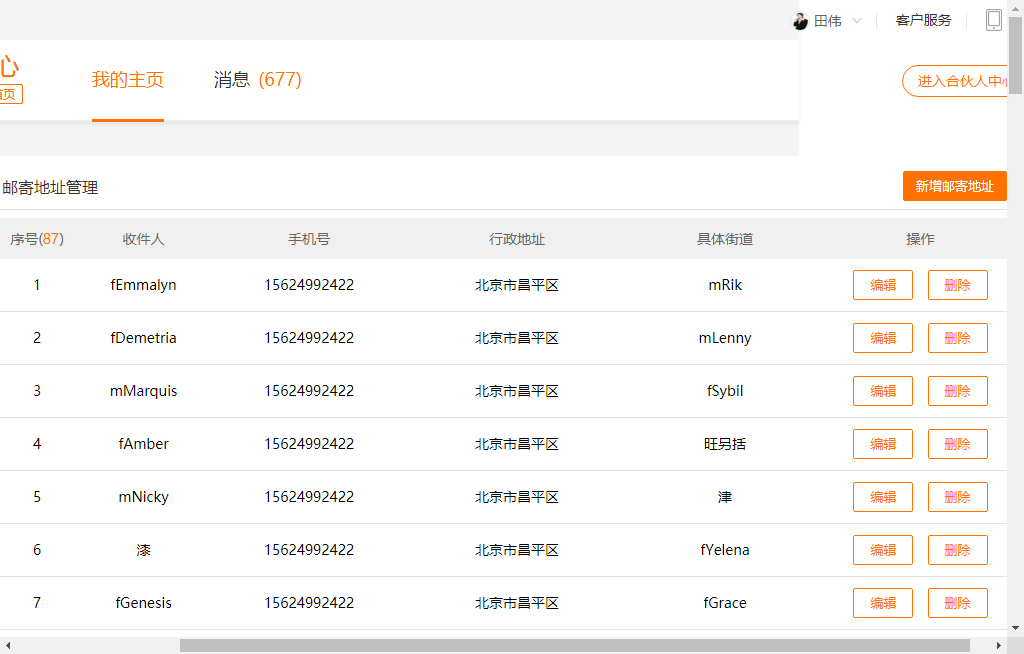 田伟 客户服务
心
首页
我的主页 消息 (677)
进入合伙人中心
邮寄地址管理 新增邮寄地址
序号(87) 收件人 手机号 行政地址 具体街道 操作
1 fEmmalyn 15624992422 北京市昌平区 mRik 编辑 删除
2 fDemetria 15624992422 北京市昌平区 mLenny 编辑 删除
3 mMarquis 15624992422 北京市昌平区 fSybil 编辑 删除
4 fAmber 15624992422 北京市昌平区 旺另括 编辑 删除
5 mNicky 15624992422 北京市昌平区 津 编辑 删除
6 漆 15624992422 北京市昌平区 fYelena 编辑 删除
7 fGenesis 15624992422 北京市昌平区 fGrace 编辑 删除